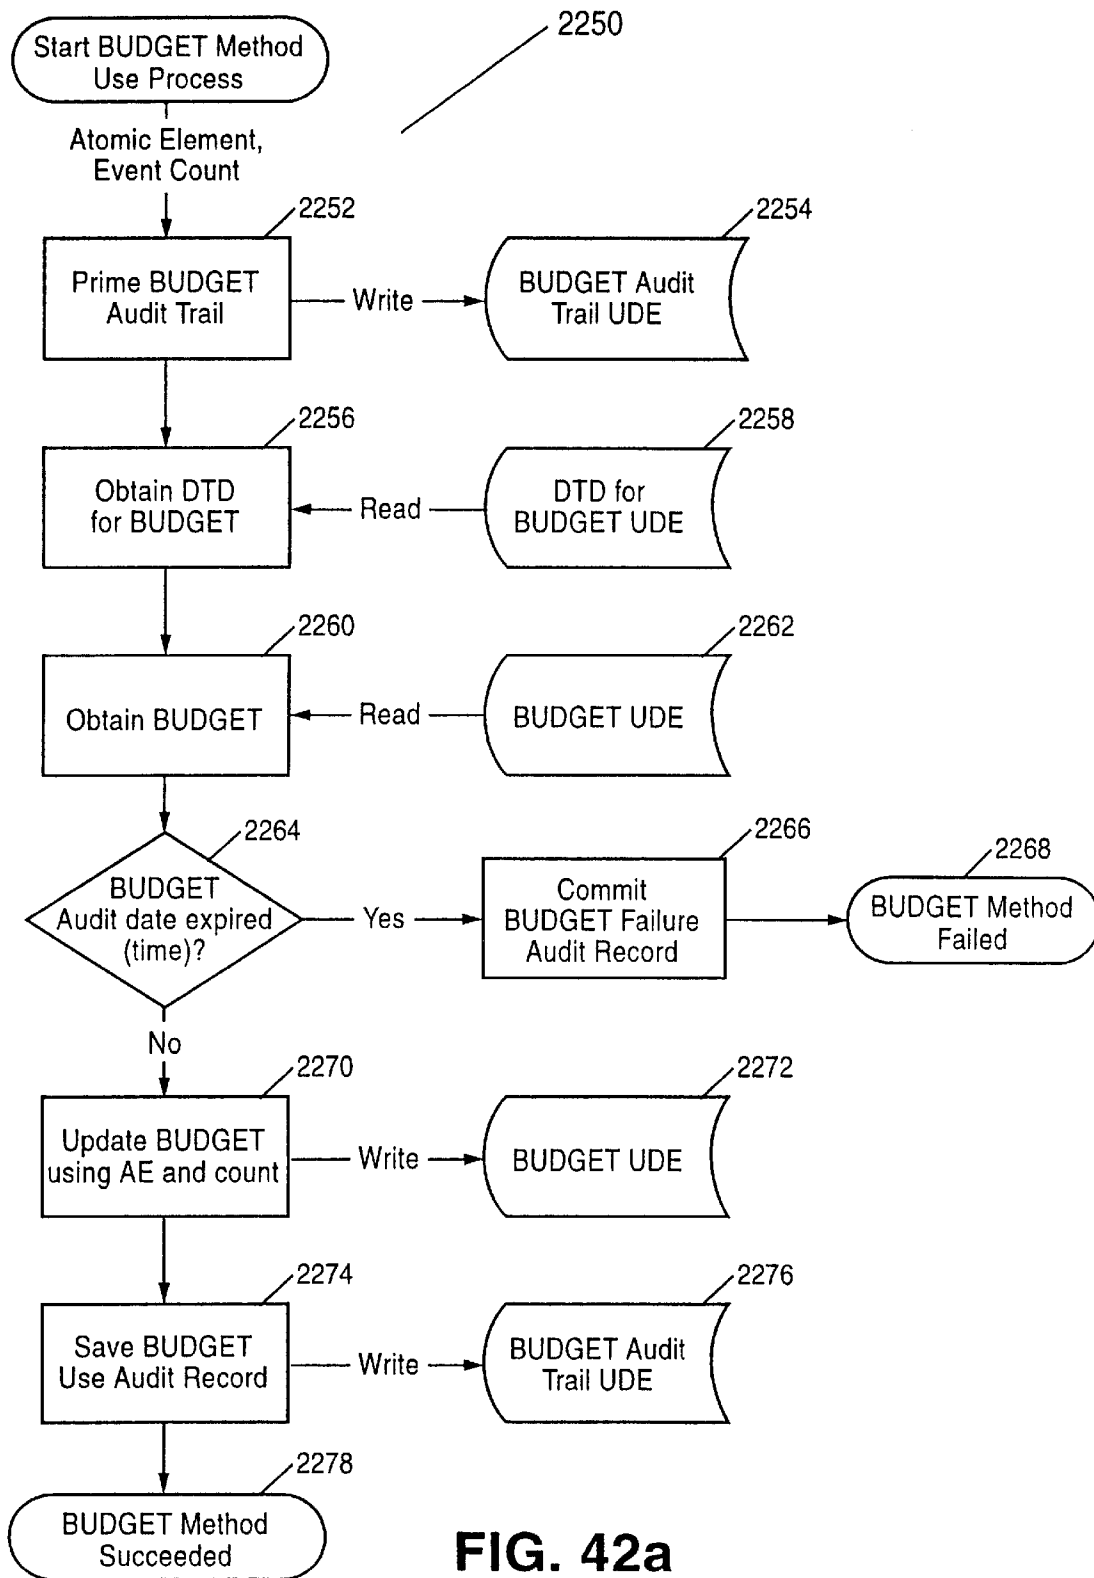 2250
Start BUDGET Method
Use Process
Atomic Element,
Event Count
2252
2254
Prime BUDGET
Audit Trail
Write
BUDGET Audit
Trail UDE
2256
2258
Obtain DTD
for BUDGET
Read
DTD for
BUDGET UDE
2260
2262
Obtain BUDGET
Read
BUDGET UDE
2264
2266
2268
BUDGET
Audit date expired
(time)?
Yes
Commit
BUDGET Failure
Audit Record
BUDGET Method
Failed
No
2270
2272
Update BUDGET
using AE and count
Write
BUDGET UDE
2274
2276
Save BUDGET
Use Audit Record
Write
BUDGET Audit
Trail UDE
2278
BUDGET Method
Succeeded
FIG. 42a